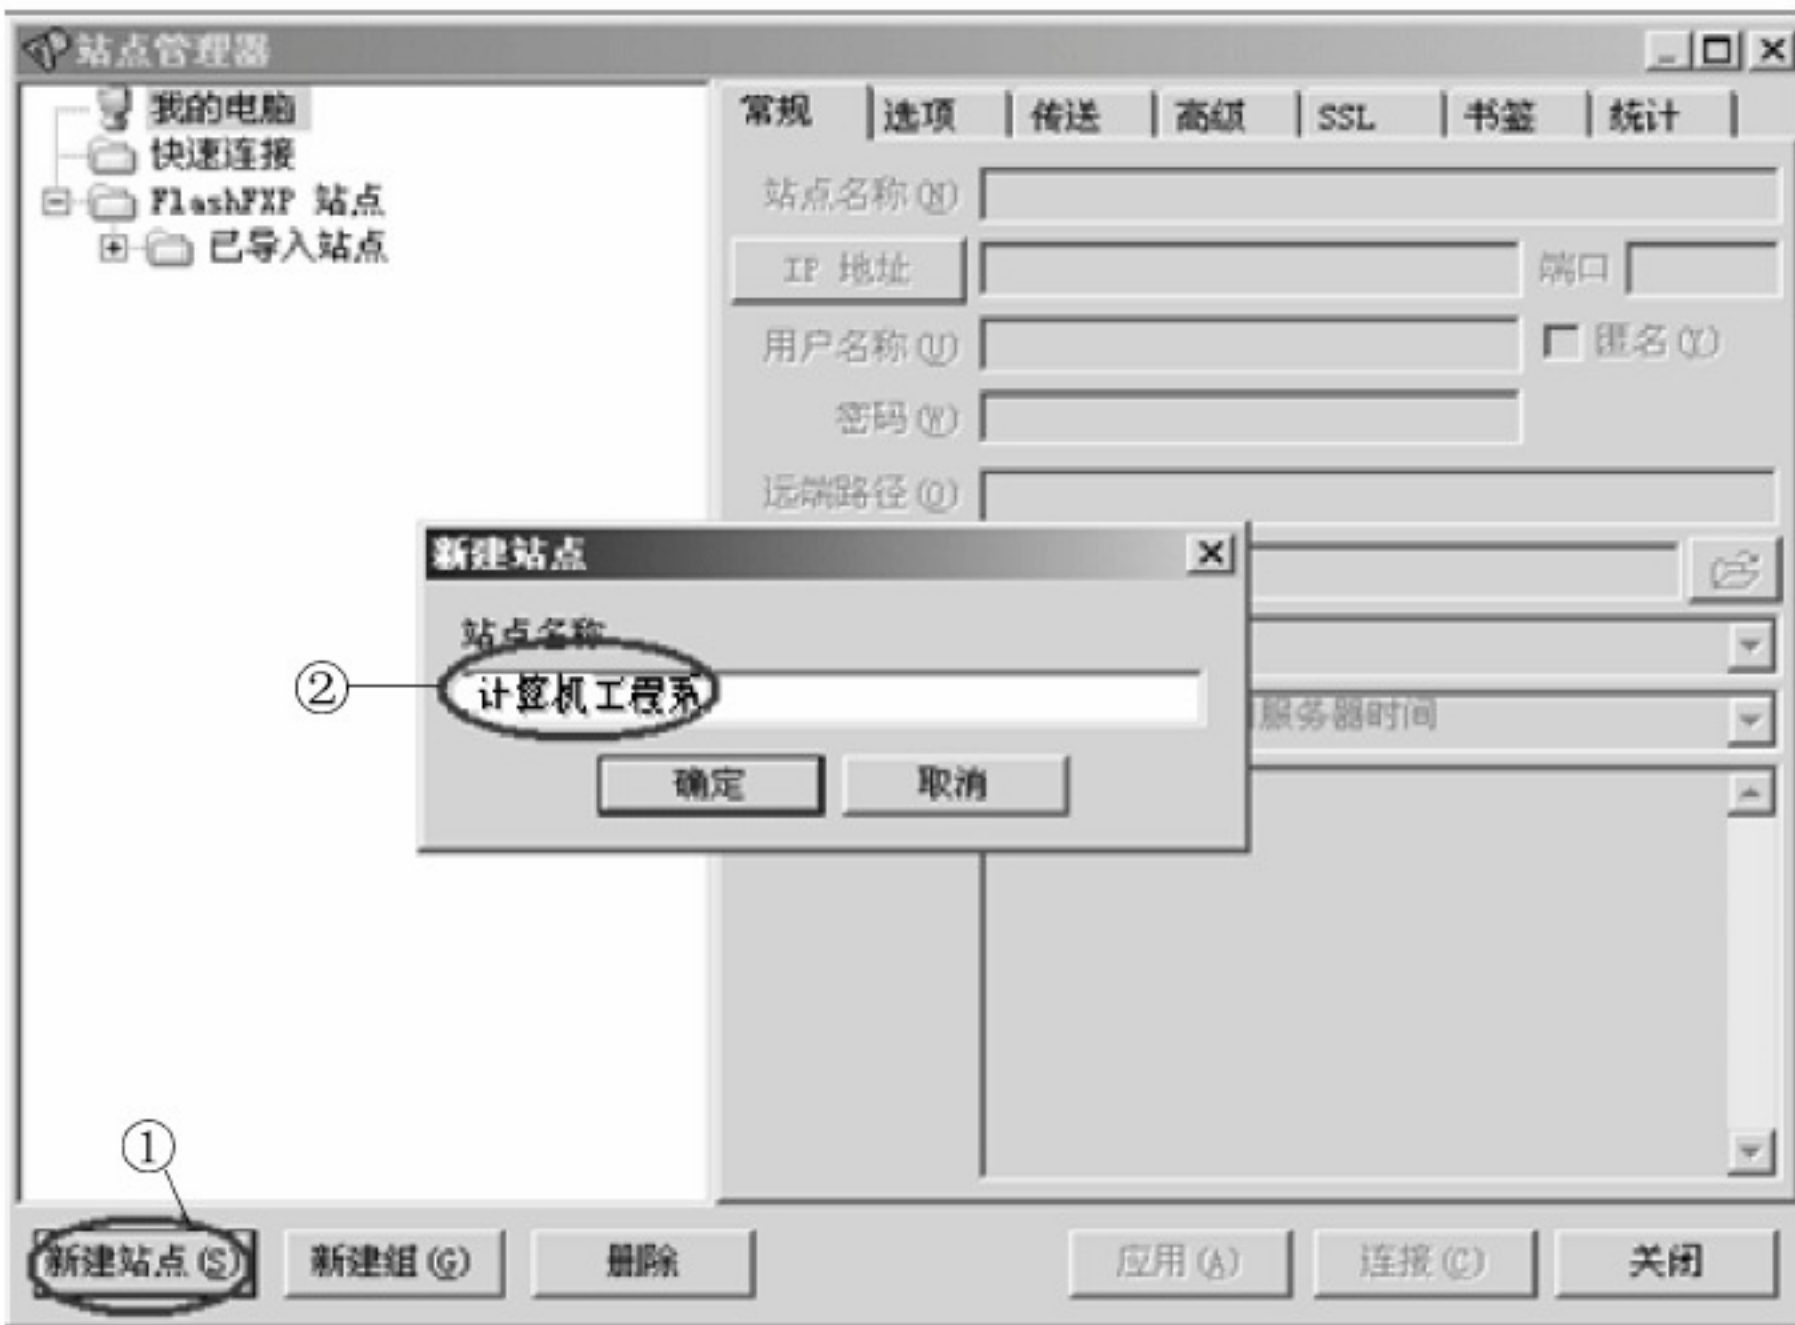 站点管理器
我的电脑
快速连接
FlashFXP 站点
已导入站点
常规 选项 传送 高级 SSL 书签 统计
站点名称(N)
IP 地址 端口
用户名称(U) 匿名(Y)
密码(W)
远端路径(O)
新建站点
站点名称
② 计算机工程系
服务器时间
确定 取消
①
新建站点(S) 新建组(G) 删除 应用(A) 连接(C) 关闭